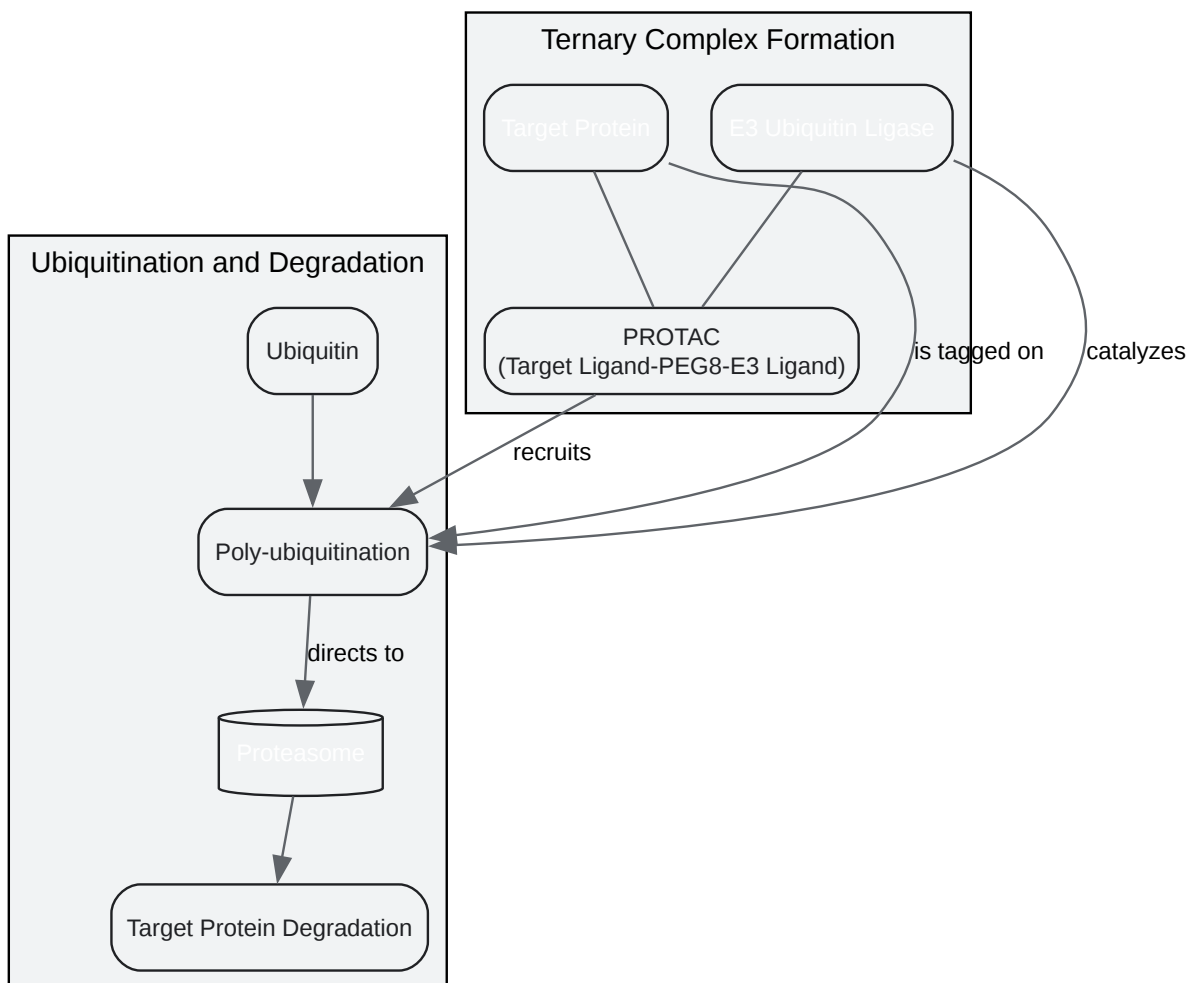 Ternary Complex Formation
Target Protein
E3 Ubiquitin Ligase
Ubiquitination and Degradation
Ubiquitin
PROTAC
(Target Ligand-PEG8-E3 Ligand)
is tagged on
catalyzes
recruits
Poly-ubiquitination
directs to
Proteasome
Target Protein Degradation